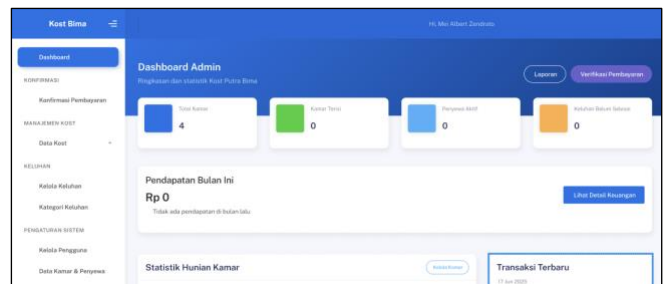 Kost Bima
Hi, Mei Albert Zendrato
Dashboard
KONFIRMASI
Konfirmasi Pembayaran
MANAJEMEN KOST
Data Kost
KELUHAN
Kelola Keluhan
Kategori Keluhan
PENGATURAN SISTEM
Kelola Pengguna
Data Kamar & Penyewa
Dashboard Admin
Ringkasan dan statistik Kost Putra Bima
Laporan
Verifikasi Pembayaran
Total Kamar
4
Kamar Terisi
0
Penyewa Aktif
0
Keluhan Belum Selesai
0
Pendapatan Bulan Ini
Rp 0
Tidak ada pendapatan di bulan lalu
Lihat Detail Keuangan
Statistik Hunian Kamar
Kelola Kamar
Transaksi Terbaru
17 Jun 2025